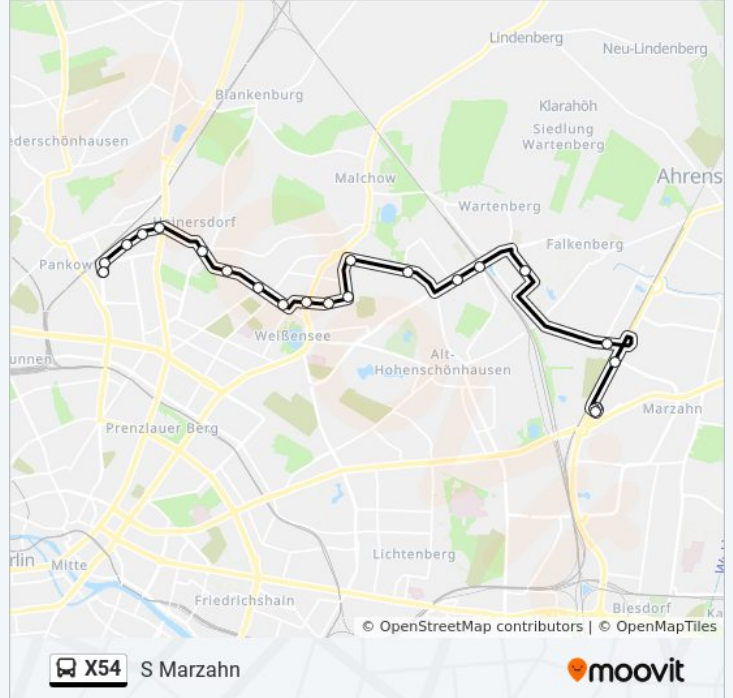 Lindenberg
Neu-Lindenberg
Blankenburg
Klarahöh
ederschönhausen
Siedlung
Wartenberg
Malchow
Ahrens
Wartenberg
Heinersdorf
Falkenberg
Pankow
Weißensee
unnen
Alt-
Hohenschönhausen
Marzahn
Prenzlauer Berg
Lichtenberg
rlin
Mitte
Friedrichshain
Biesdorf
Ka
© OpenStreetMap contributors | © OpenMapTiles
X54 S Marzahn
moovit